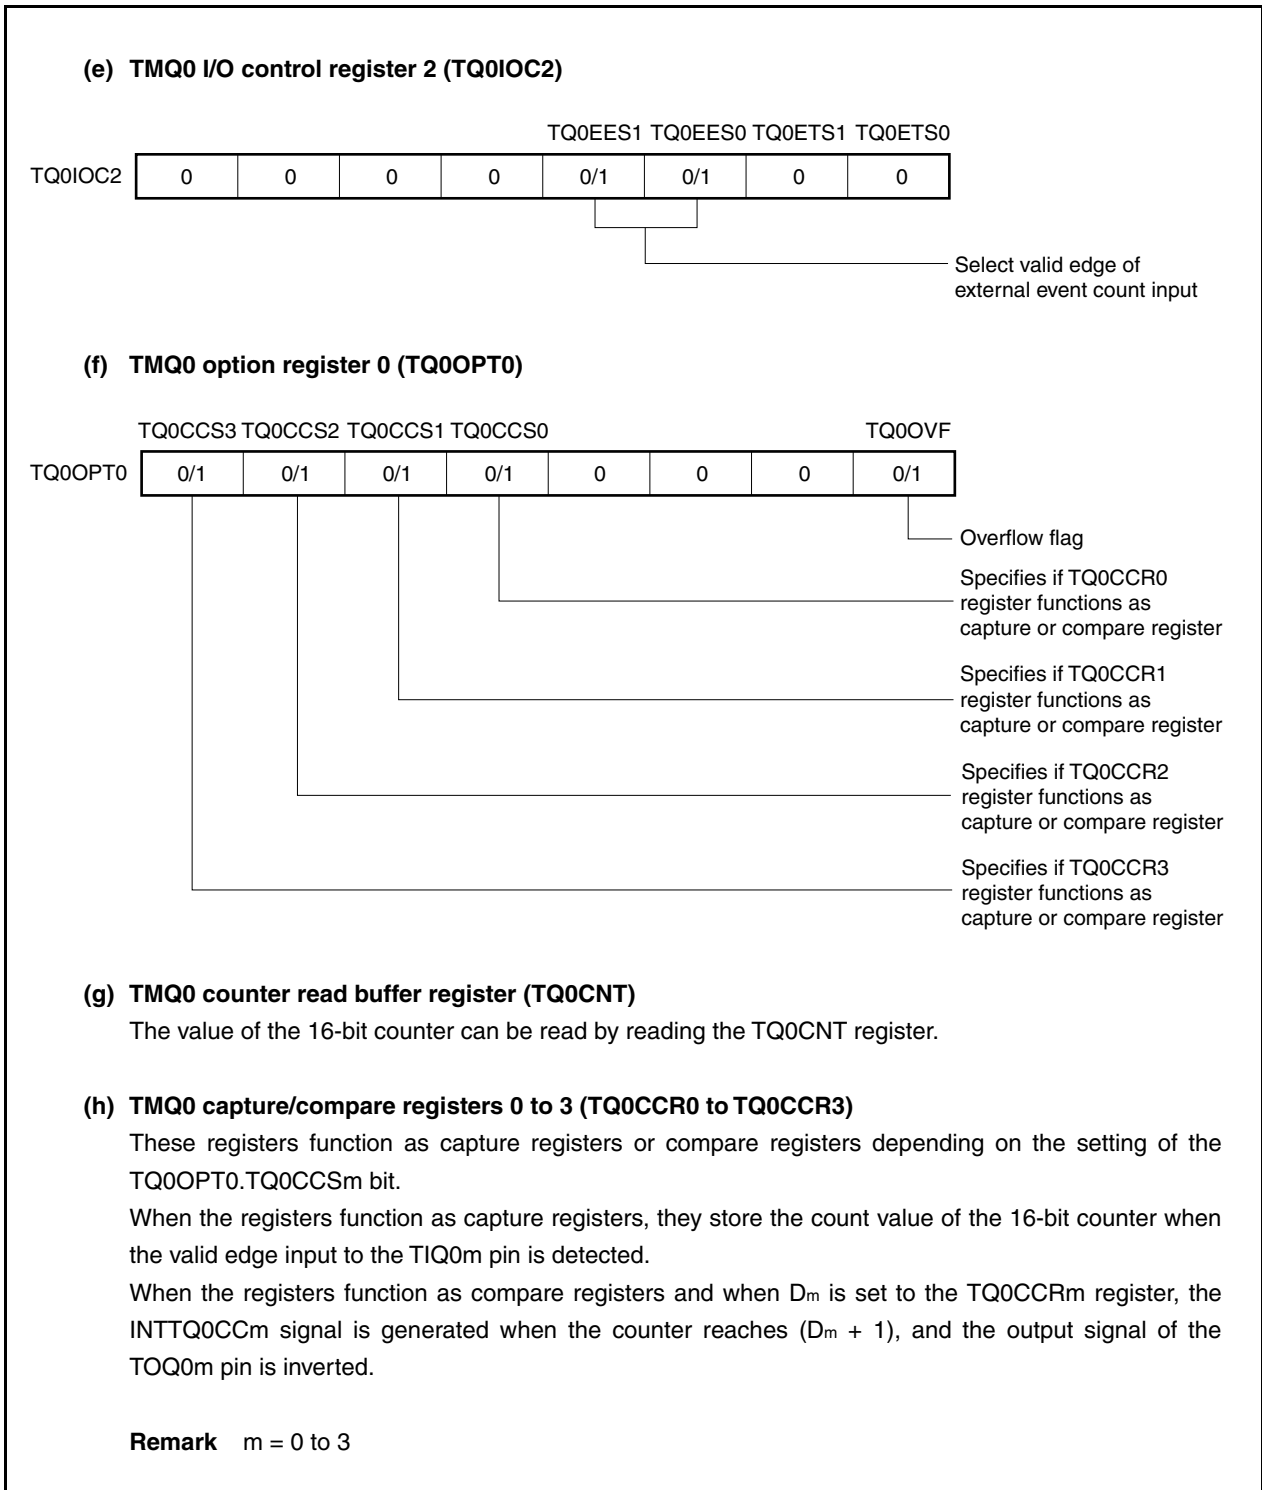 (e) TMQ0 I/O control register 2 (TQ0IOC2)
TQ0EES1 TQ0EES0 TQ0ETS1 TQ0ETS0
TQ0IOC2 0 0 0 0 0/1 0/1 0 0
Select valid edge of
external event count input
(f) TMQ0 option register 0 (TQ0OPT0)
TQ0CCS3 TQ0CCS2 TQ0CCS1 TQ0CCS0 TQ0OVF
TQ0OPT0 0/1 0/1 0/1 0/1 0 0 0 0/1
Overflow flag
Specifies if TQ0CCR0
register functions as
capture or compare register
Specifies if TQ0CCR1
register functions as
capture or compare register
Specifies if TQ0CCR2
register functions as
capture or compare register
Specifies if TQ0CCR3
register functions as
capture or compare register
(g) TMQ0 counter read buffer register (TQ0CNT)
The value of the 16-bit counter can be read by reading the TQ0CNT register.
(h) TMQ0 capture/compare registers 0 to 3 (TQ0CCR0 to TQ0CCR3)
These registers function as capture registers or compare registers depending on the setting of the
TQ0OPT0.TQ0CCSm bit.
When the registers function as capture registers, they store the count value of the 16-bit counter when
the valid edge input to the TIQ0m pin is detected.
When the registers function as compare registers and when Dm is set to the TQ0CCRm register, the
INTTQ0CCm signal is generated when the counter reaches (Dm + 1), and the output signal of the
TOQ0m pin is inverted.
Remark m = 0 to 3